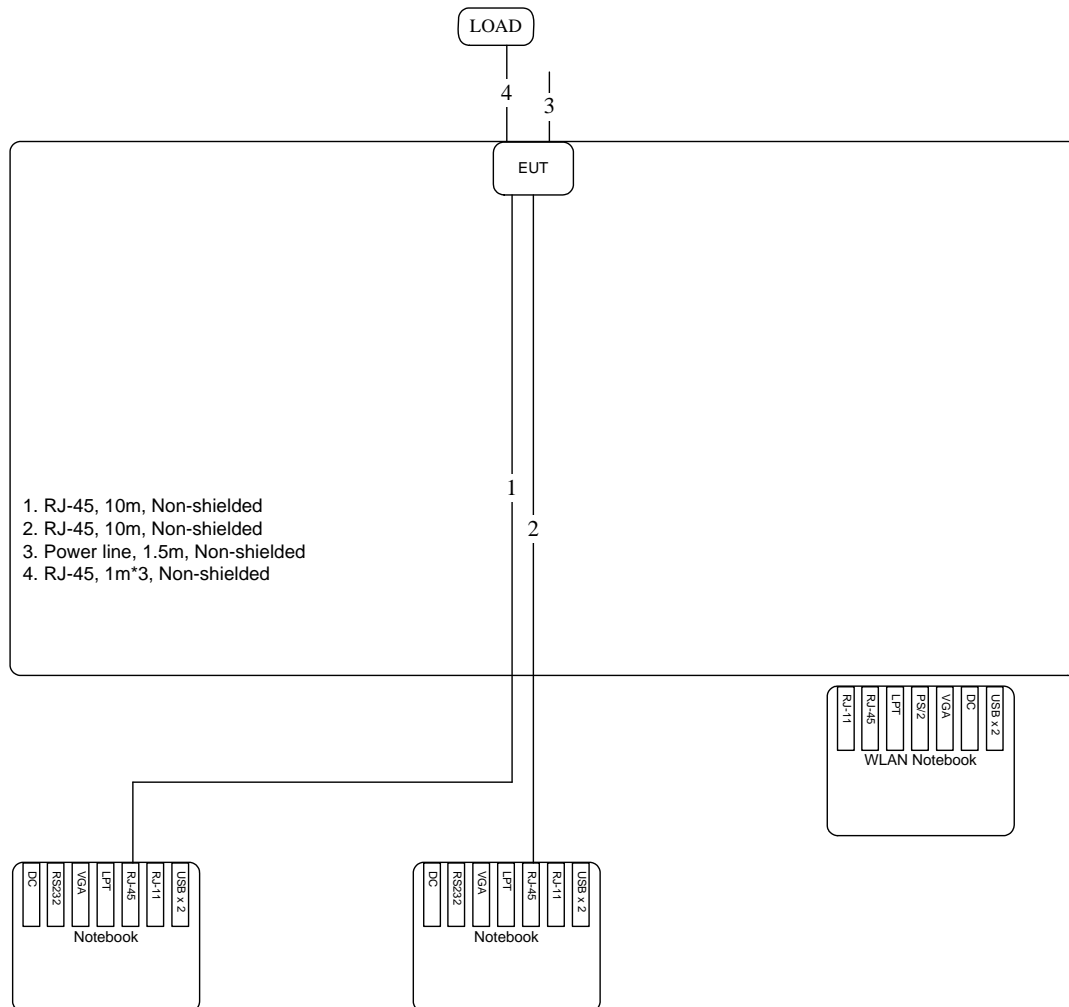 LOAD
4
3
EUT
1
1. RJ-45, 10m, Non-shielded
2. RJ-45, 10m, Non-shielded
2
3. Power line, 1.5m, Non-shielded
4. RJ-45, 1m*3, Non-shielded
RJ-11
RJ-45
LPT
PS/2
VGA
DC
USB x 2
WLAN Notebook
DC
RS232
VGA
LPT
RJ-45
RJ-11
USB x 2
Notebook
DC
RS232
VGA
LPT
RJ-45
RJ-11
USB x 2
Notebook